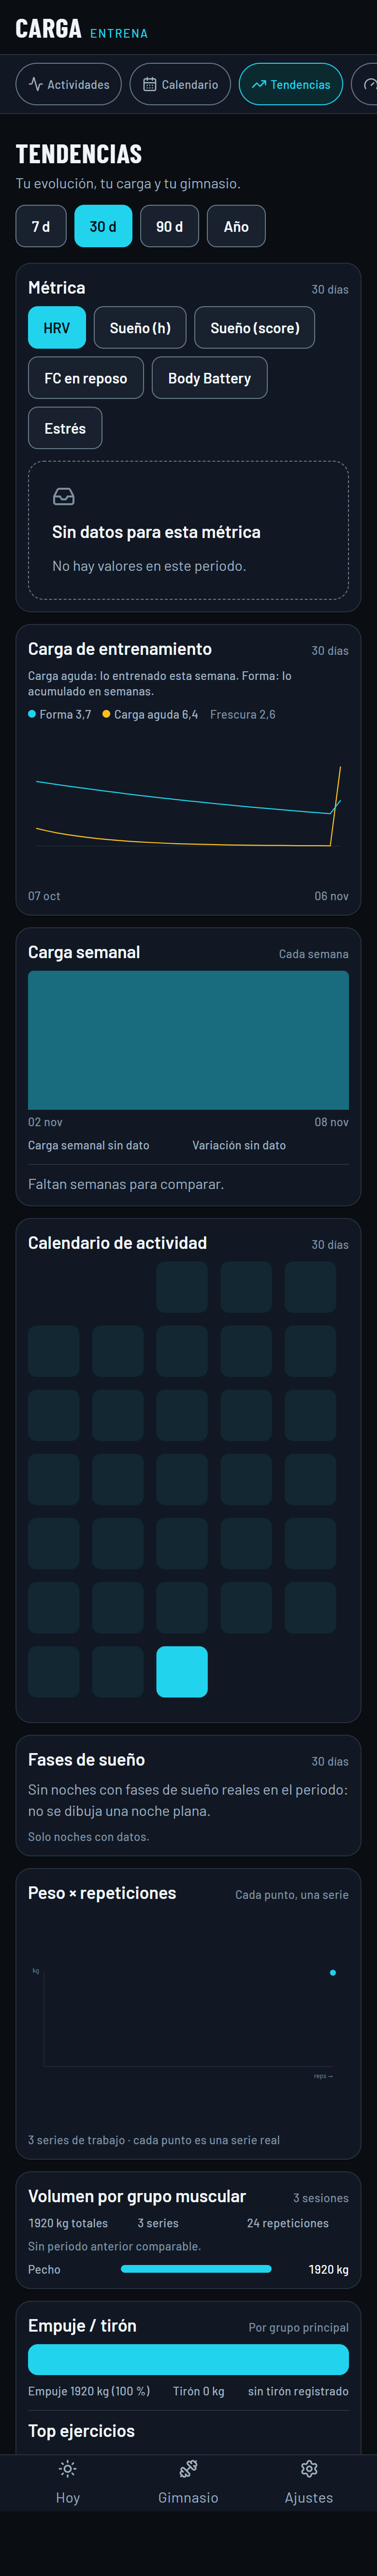 CARGA ENTRENA
Actividades
Calendario
Tendencias
TENDENCIAS
Tu evolución, tu carga y tu gimnasio.
7 d
30 d
90 d
Año
Métrica
30 días
HRV
Sueño (h)
Sueño (score)
FC en reposo
Body Battery
Estrés
Sin datos para esta métrica
No hay valores en este periodo.
Carga de entrenamiento
30 días
Carga aguda: lo entrenado esta semana. Forma: lo
acumulado en semanas.
Forma 3,7
Carga aguda 6,4
Frescura 2,6
07 oct
06 nov
Carga semanal
Cada semana
02 nov
08 nov
Carga semanal sin dato
Variación sin dato
Faltan semanas para comparar.
Calendario de actividad
30 días
Fases de sueño
30 días
Sin noches con fases de sueño reales en el periodo:
no se dibuja una noche plana.
Solo noches con datos.
Peso × repeticiones
Cada punto, una serie
kg
reps →
3 series de trabajo · cada punto es una serie real
Volumen por grupo muscular
3 sesiones
1920 kg totales
3 series
24 repeticiones
Sin periodo anterior comparable.
Pecho
1920 kg
Empuje / tirón
Por grupo principal
Empuje 1920 kg (100 %)
Tirón 0 kg
sin tirón registrado
Top ejercicios
Hoy
Gimnasio
Ajustes